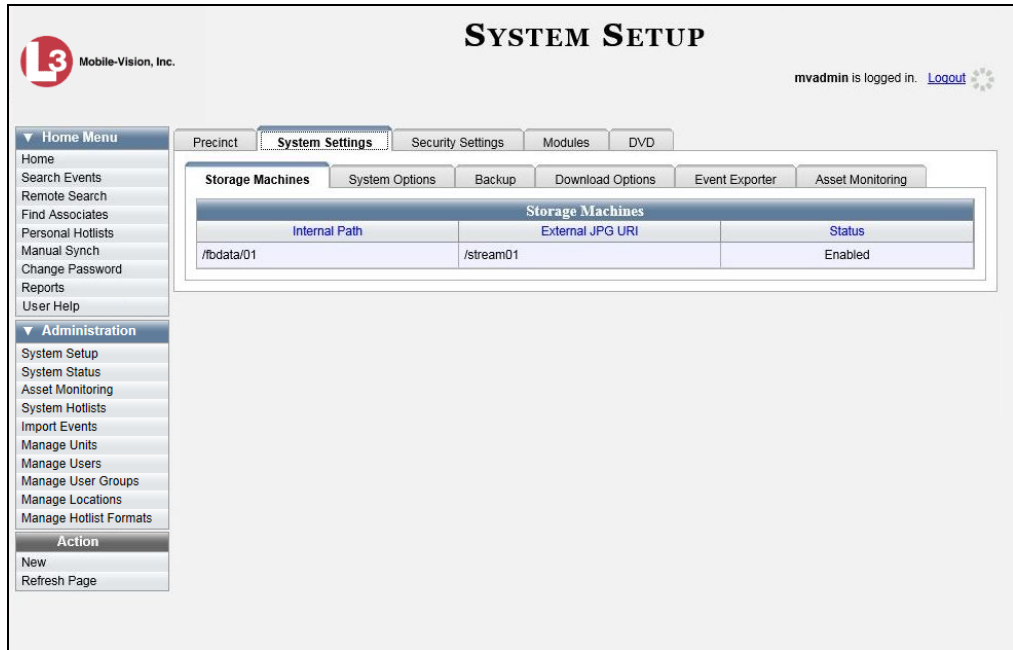 SYSTEM SETUP
L3 Mobile-Vision, Inc.
mvadmin is logged in. Logout
▼ Home Menu
Home
Search Events
Remote Search
Find Associates
Personal Hotlists
Manual Synch
Change Password
Reports
User Help
▼ Administration
System Setup
System Status
Asset Monitoring
System Hotlists
Import Events
Manage Units
Manage Users
Manage User Groups
Manage Locations
Manage Hotlist Formats
Action
New
Refresh Page
Precinct System Settings Security Settings Modules DVD
Storage Machines System Options Backup Download Options Event Exporter Asset Monitoring
Storage Machines
Internal Path External JPG URI Status
/fbdata/01 /stream01 Enabled